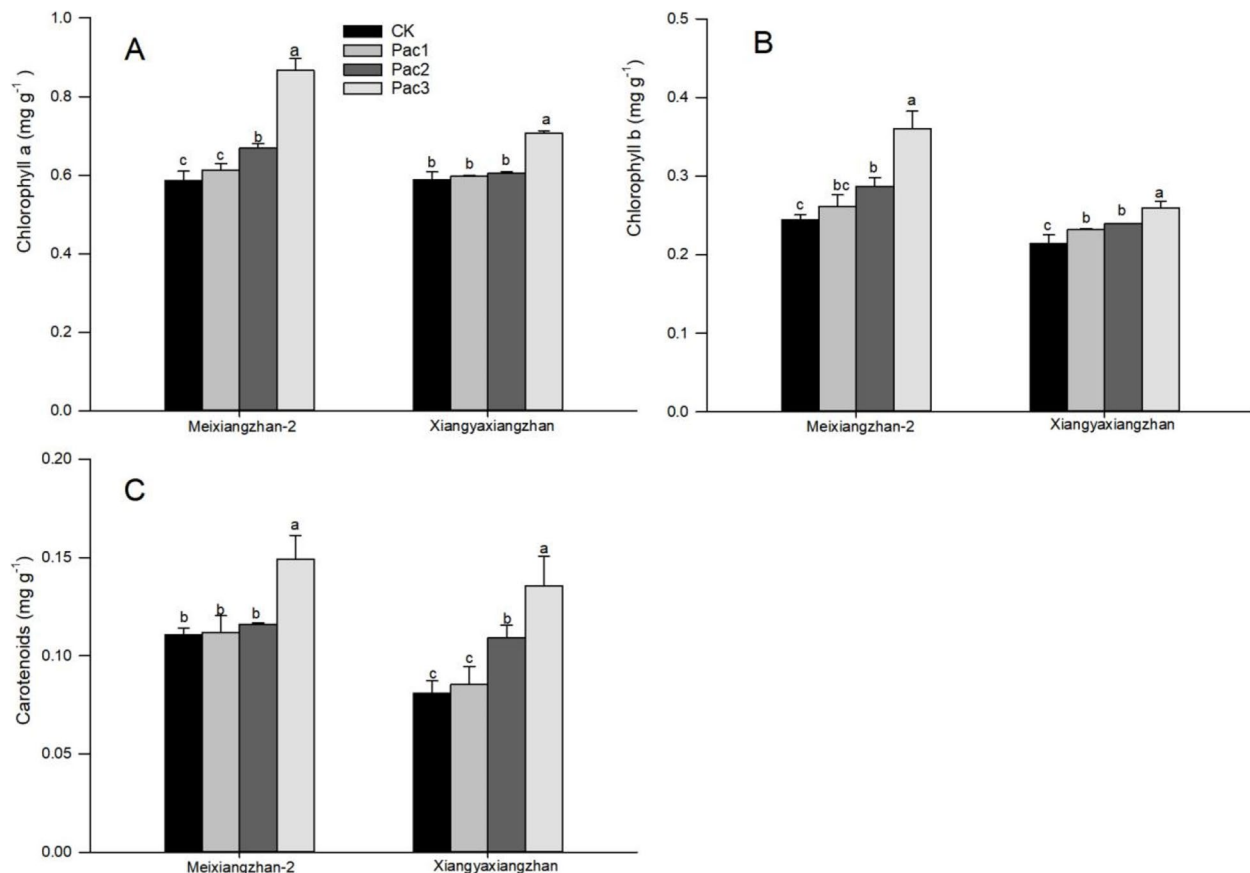 A
Chlorophyll a (mg g⁻¹)
1.0
0.8
0.6
0.4
0.2
0.0
CK
Pac1
Pac2
Pac3
c c b a
b b b a
Meixiangzhan-2 Xiangyaxiangzhan
B
Chlorophyll b (mg g⁻¹)
0.5
0.4
0.3
0.2
0.1
0.0
c bc b a
c b b a
Meixiangzhan-2 Xiangyaxiangzhan
C
Carotenoids (mg g⁻¹)
0.20
0.15
0.10
0.05
0.00
b b b a
c c b a
Meixiangzhan-2 Xiangyaxiangzhan